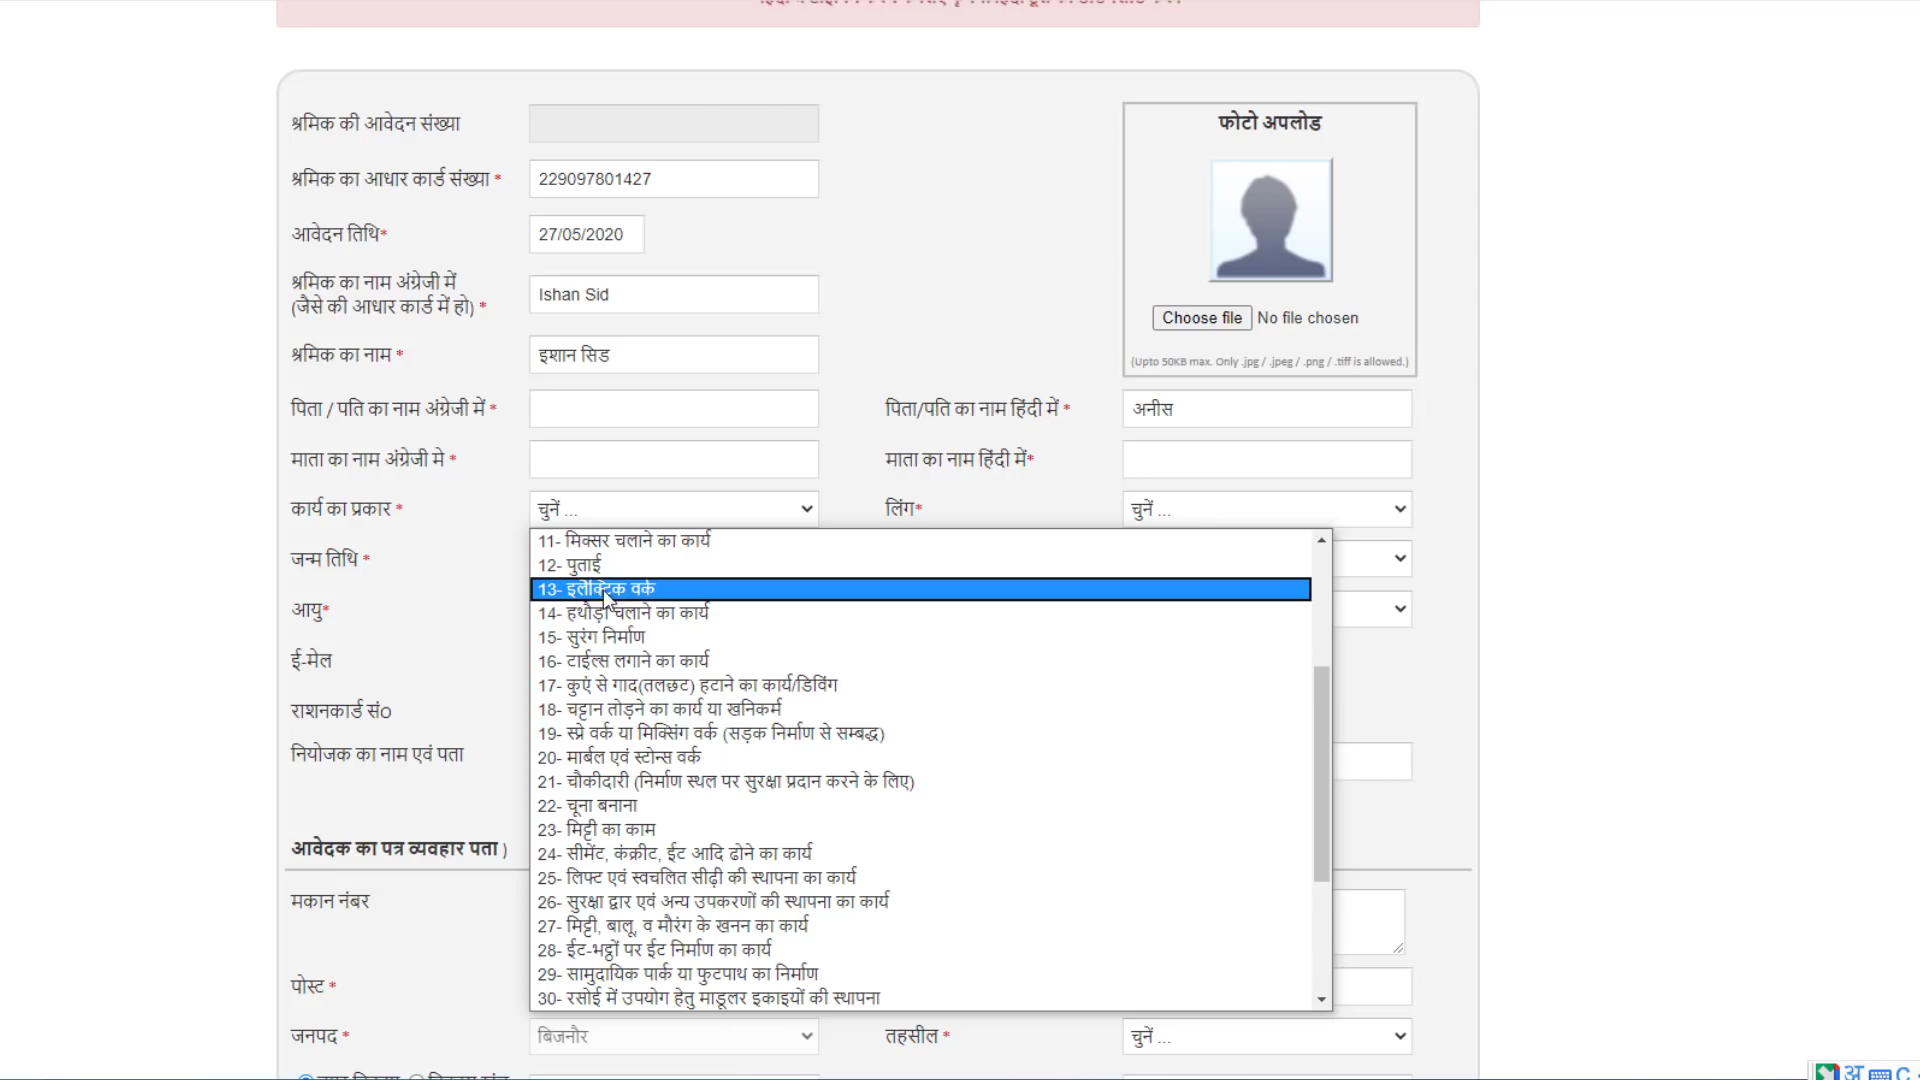 श्रमिक की आवेदन संख्या
फोटो अपलोड
श्रमिक का आधार कार्ड संख्या * 229097801427
आवेदन तिथि* 27/05/2020
श्रमिक का नाम अंग्रेजी में
(जैसे की आधार कार्ड में हो) * Ishan Sid
Choose file No file chosen
श्रमिक का नाम * इशान सिड
(Upto 50KB max. Only .jpg / .jpeg / .png / .tiff is allowed.)
पिता / पति का नाम अंग्रेजी में * पिता/पति का नाम हिंदी में * अनीस
माता का नाम अंग्रेजी मे * माता का नाम हिंदी में*
कार्य का प्रकार * चुनें ... लिंग* चुनें ...
11- मिक्सर चलाने का कार्य
जन्म तिथि *
12- पुताई
13- इलैक्ट्रिक वर्क
14- हथौड़ा चलाने का कार्य
आयु*
15- सुरंग निर्माण
16- टाईल्स लगाने का कार्य
ई-मेल
17- कुएं से गाद(तलछट) हटाने का कार्य/डिविंग
18- चट्टान तोड़ने का कार्य या खनिकर्म
राशनकार्ड सं०
19- स्प्रे वर्क या मिक्सिंग वर्क (सड़क निर्माण से सम्बद्ध)
20- मार्बल एवं स्टोन्स वर्क
नियोजक का नाम एवं पता
21- चौकीदारी (निर्माण स्थल पर सुरक्षा प्रदान करने के लिए)
22- चूना बनाना
23- मिट्टी का काम
आवेदक का पत्र व्यवहार पता )
24- सीमेंट, कंक्रीट, ईट आदि ढोने का कार्य
25- लिफ्ट एवं स्वचलित सीढ़ी की स्थापना का कार्य
26- सुरक्षा द्वार एवं अन्य उपकरणों की स्थापना का कार्य
मकान नंबर
27- मिट्टी, बालू, व मौरंग के खनन का कार्य
28- ईट-भट्ठों पर ईट निर्माण का कार्य
29- सामुदायिक पार्क या फुटपाथ का निर्माण
पोस्ट *
30- रसोई में उपयोग हेतु माडूलर इकाइयों की स्थापना
जनपद * बिजनौर तहसील * चुनें ...
अ